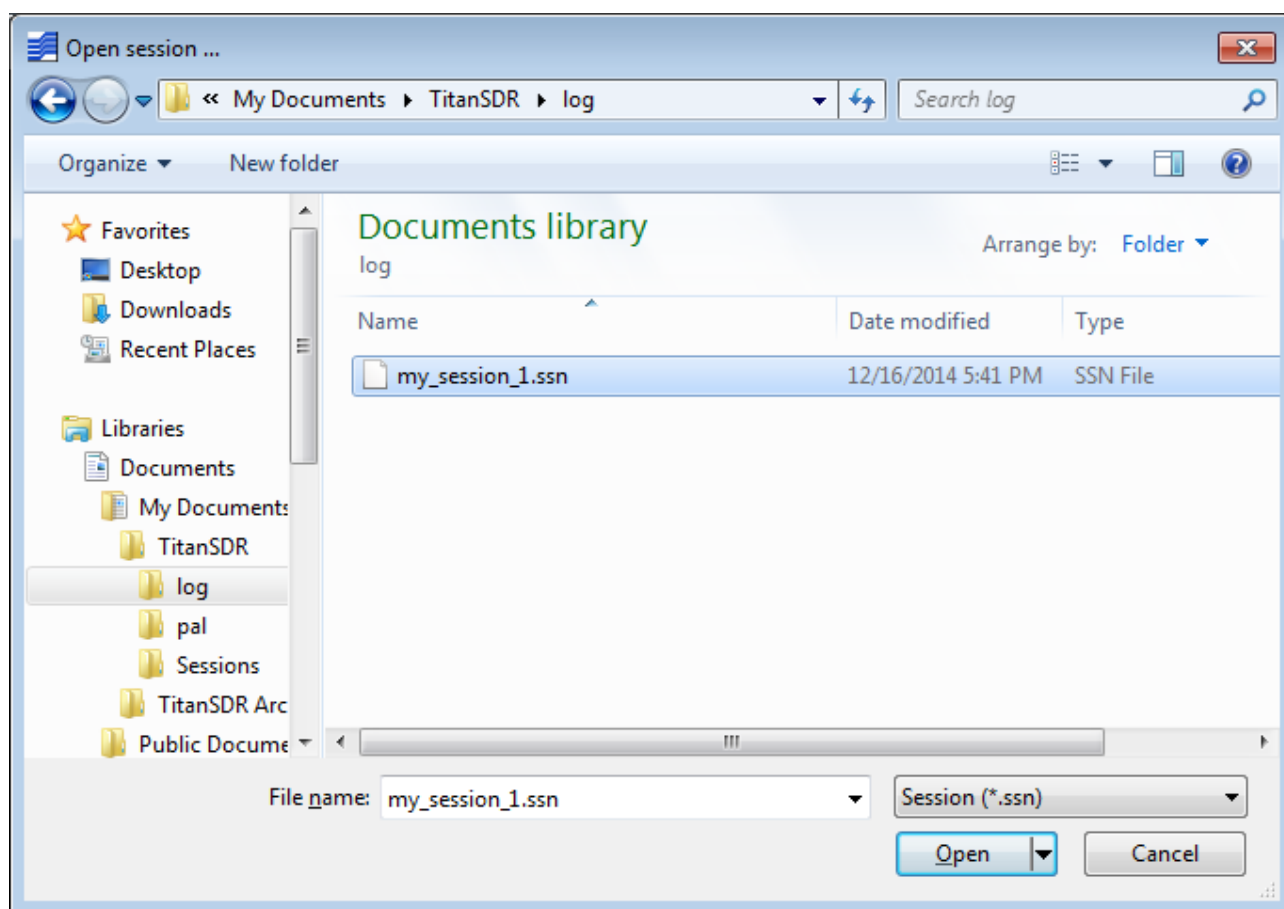 Open session ...
« My Documents ▸ TitanSDR ▸ log Search log
Organize ▼ New folder
Favorites
Desktop
Downloads
Recent Places
Libraries
Documents
My Documents
TitanSDR
log
pal
Sessions
TitanSDR Arc
Public Docume
Documents library
log
Arrange by: Folder ▼
Name Date modified Type
my_session_1.ssn 12/16/2014 5:41 PM SSN File
File name: my_session_1.ssn Session (*.ssn)
Open Cancel